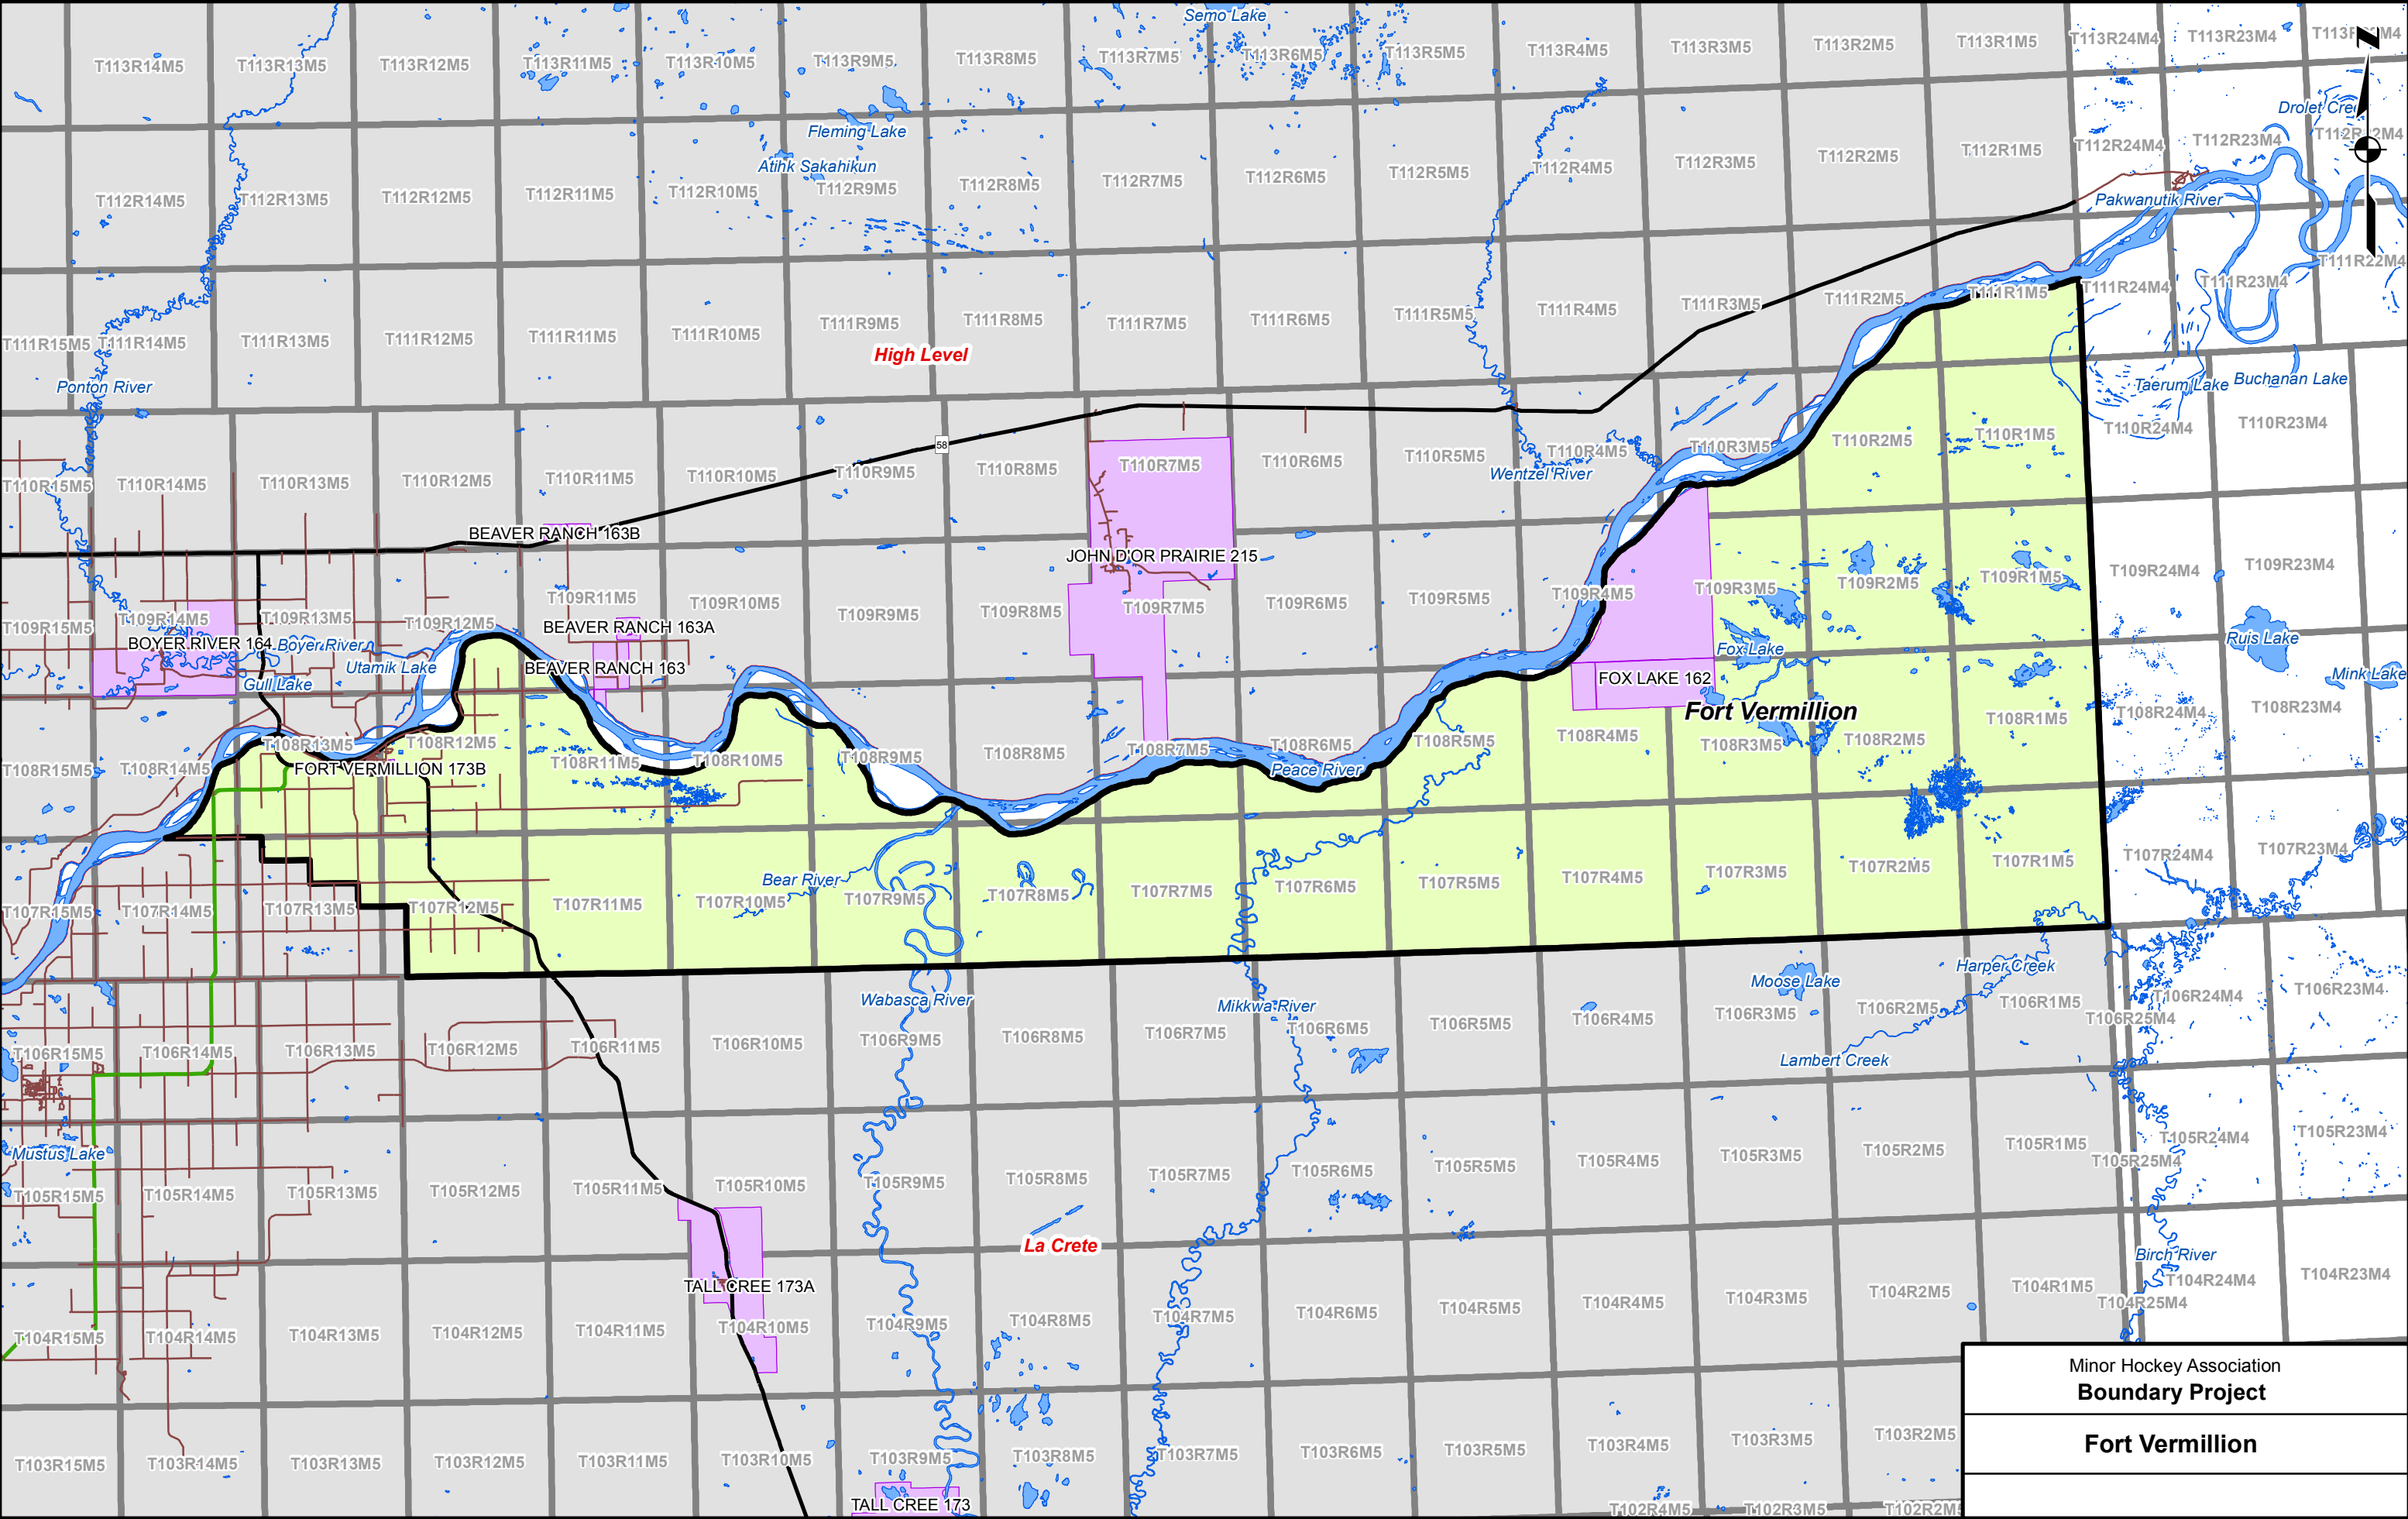 Semo Lake
T113R14M5 T113R13M5 T113R12M5 T113R11M5 T113R10M5 T113R9M5 T113R8M5 T113R7M5 T113R6M5 T113R5M5 T113R4M5 T113R3M5 T113R2M5 T113R1M5 T113R24M4 T113R23M4
N
Fleming Lake
Drolet Cree
Atihk Sakahikun
T112R14M5 T112R13M5 T112R12M5 T112R11M5 T112R10M5 T112R9M5 T112R8M5 T112R7M5 T112R6M5 T112R5M5 T112R4M5 T112R3M5 T112R2M5 T112R1M5 T112R24M4 T112R23M4
Pakwanutik River
T111R15M5 T111R14M5 T111R13M5 T111R12M5 T111R11M5 T111R10M5 T111R9M5 T111R8M5 T111R7M5 T111R6M5 T111R5M5 T111R4M5 T111R3M5 T111R2M5 T111R1M5 T111R24M4 T111R23M4 T111R22M4
High Level
Ponton River
Taerum Lake Buchanan Lake
58
T110R15M5 T110R14M5 T110R13M5 T110R12M5 T110R11M5 T110R10M5 T110R9M5 T110R8M5 T110R7M5 T110R6M5 T110R5M5 T110R4M5 T110R3M5 T110R2M5 T110R1M5 T110R24M4 T110R23M4
Wentzel River
BEAVER RANCH 163B
JOHN D'OR PRAIRIE 215
T109R15M5 T109R14M5 T109R13M5 T109R12M5 T109R11M5 T109R10M5 T109R9M5 T109R8M5 T109R7M5 T109R6M5 T109R5M5 T109R4M5 T109R3M5 T109R2M5 T109R1M5 T109R24M4 T109R23M4
BEAVER RANCH 163A
BOYER RIVER 164 Boyer River
Fox Lake
Ruis Lake
Utamik Lake
BEAVER RANCH 163
Gull Lake
FOX LAKE 162
Mink Lake
Fort Vermillion
T108R15M5 T108R14M5 T108R13M5 T108R12M5 T108R11M5 T108R10M5 T108R9M5 T108R8M5 T108R7M5 T108R6M5 T108R5M5 T108R4M5 T108R3M5 T108R2M5 T108R1M5 T108R24M4 T108R23M4
FORT VERMILLION 173B
Peace River
Bear River
T107R15M5 T107R14M5 T107R13M5 T107R12M5 T107R11M5 T107R10M5 T107R9M5 T107R8M5 T107R7M5 T107R6M5 T107R5M5 T107R4M5 T107R3M5 T107R2M5 T107R1M5 T107R24M4 T107R23M4
Harper Creek
Moose Lake
Wabasca River
Mikkwa River
T106R15M5 T106R14M5 T106R13M5 T106R12M5 T106R11M5 T106R10M5 T106R9M5 T106R8M5 T106R7M5 T106R6M5 T106R5M5 T106R4M5 T106R3M5 T106R2M5 T106R1M5 T106R24M4 T106R23M4
T106R25M4
Lambert Creek
Mustus Lake
T105R15M5 T105R14M5 T105R13M5 T105R12M5 T105R11M5 T105R10M5 T105R9M5 T105R8M5 T105R7M5 T105R6M5 T105R5M5 T105R4M5 T105R3M5 T105R2M5 T105R1M5 T105R24M4 T105R23M4
T105R25M4
La Crete
Birch River
TALL CREE 173A
T104R15M5 T104R14M5 T104R13M5 T104R12M5 T104R11M5 T104R10M5 T104R9M5 T104R8M5 T104R7M5 T104R6M5 T104R5M5 T104R4M5 T104R3M5 T104R2M5 T104R1M5 T104R24M4 T104R23M4
T104R25M4
T103R15M5 T103R14M5 T103R13M5 T103R12M5 T103R11M5 T103R10M5 T103R9M5 T103R8M5 T103R7M5 T103R6M5 T103R5M5 T103R4M5 T103R3M5 T103R2M5
TALL CREE 173
T102R4M5 T102R3M5 T102R2M5
Minor Hockey Association
Boundary Project
Fort Vermillion